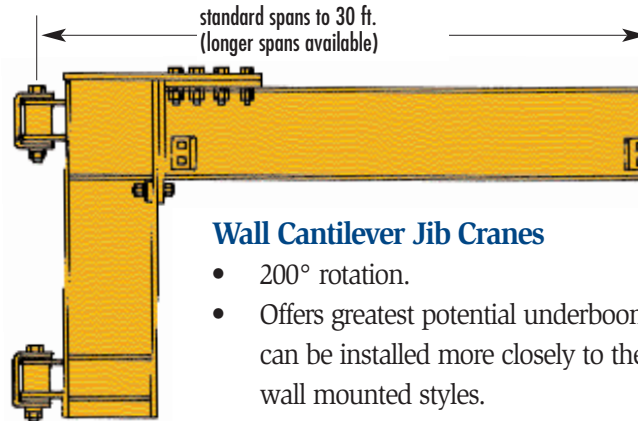 standard spans to 30 ft.
(longer spans available)
Wall Cantilever Jib Cranes
• 200° rotation.
• Offers greatest potential underboom
can be installed more closely to the
wall mounted styles.